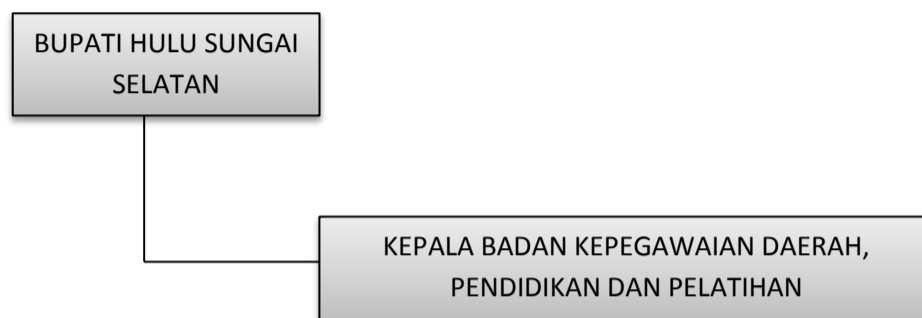 BUPATI HULU SUNGAI
SELATAN
KEPALA BADAN KEPEGAWAIAN DAERAH,
PENDIDIKAN DAN PELATIHAN